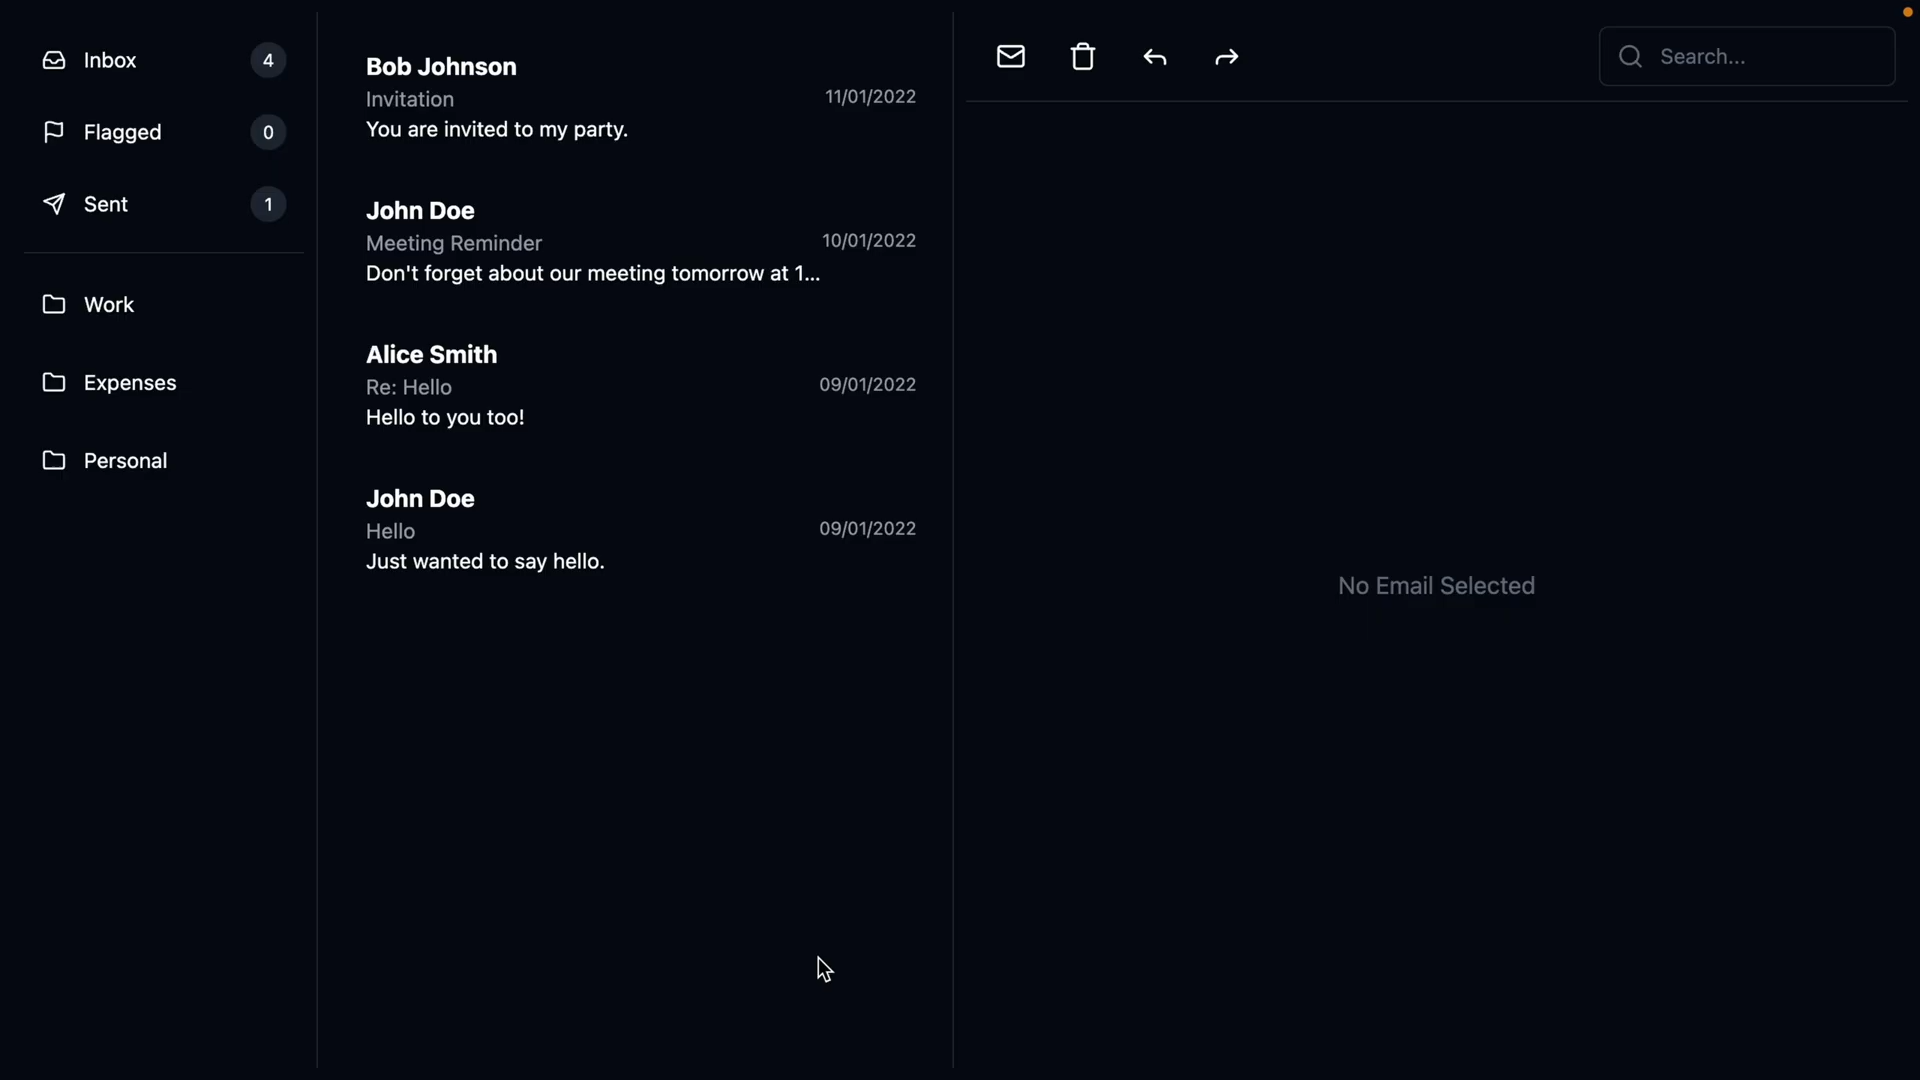 Inbox 4
Flagged 0
Sent 1
Work
Expenses
Personal
Bob Johnson
Invitation 11/01/2022
You are invited to my party.
John Doe
Meeting Reminder 10/01/2022
Don't forget about our meeting tomorrow at 1...
Alice Smith
Re: Hello 09/01/2022
Hello to you too!
John Doe
Hello 09/01/2022
Just wanted to say hello.
Search...
No Email Selected